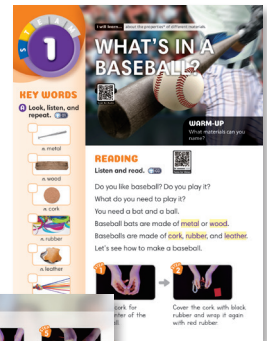 SCIENCE
1
I will learn... about the properties* of different materials.
WHAT'S IN A
BASEBALL?
KEY WORDS
A Look, listen, and
repeat.
n. metal
n. wood
n. cork
n. rubber
n. leather
WARM-UP
What materials can you
name?
READING
Listen and read.
Do you like baseball? Do you play it?
What do you need to play it?
You need a bat and a ball.
Baseball bats are made of metal or wood.
Baseballs are made of cork, rubber, and leather.
Let's see how to make a baseball.
1
2
cork for
center of the
Cover the cork with black
rubber and wrap it again
with red rubber.